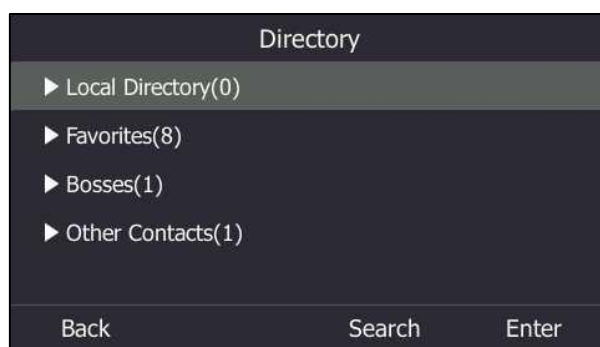 Directory
Local Directory(0)
Favorites(8)
Bosses(1)
Other Contacts(1)
Back Search Enter